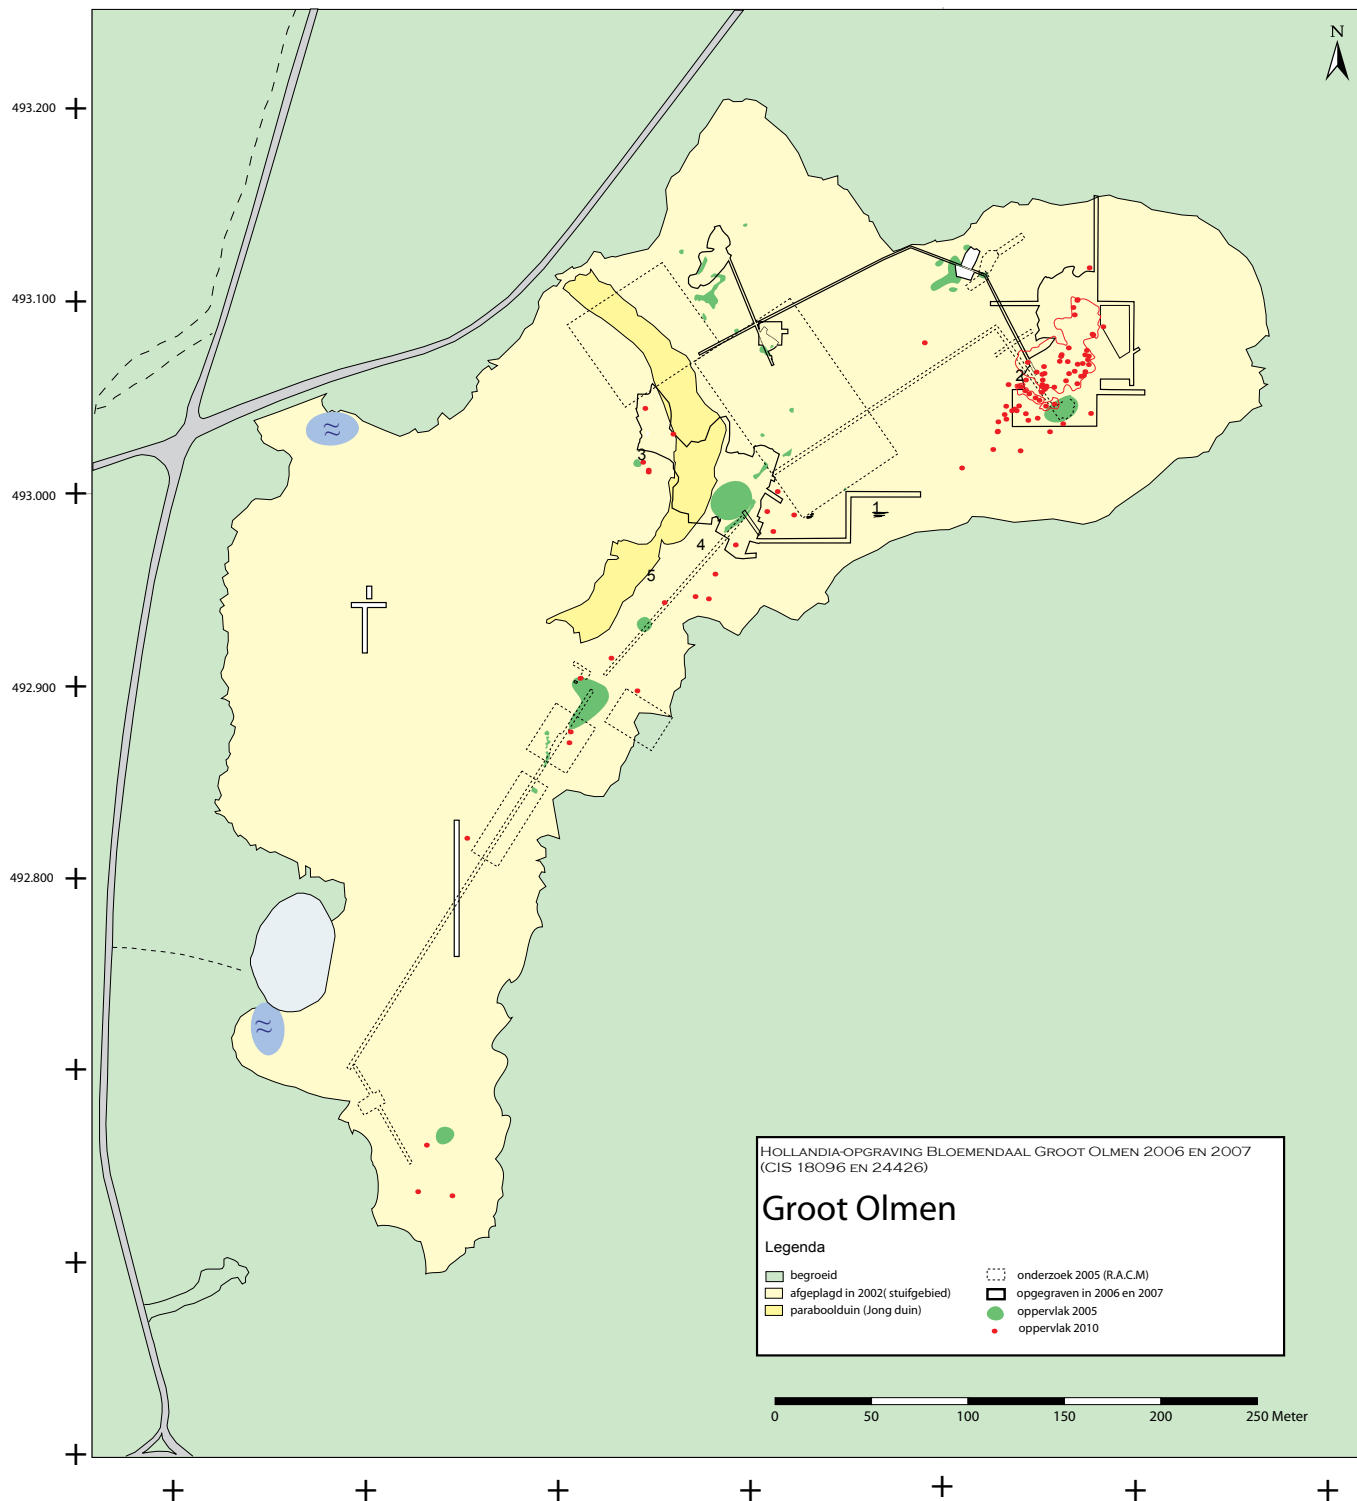 N
493.200
493.100
2
3
493.000
1
4
5
492.900
492.800
HOLLANDIA-OPGRAVING BLOEMENDAAL GROOT OLMEN 2006 EN 2007
(CIS 18096 EN 24426)
Groot Olmen
Legenda
begroeid
afgeplagd in 2002( stuifgebied)
paraboolduin (Jong duin)
onderzoek 2005 (R.A.C.M)
opgegraven in 2006 en 2007
oppervlak 2005
oppervlak 2010
0 50 100 150 200 250 Meter